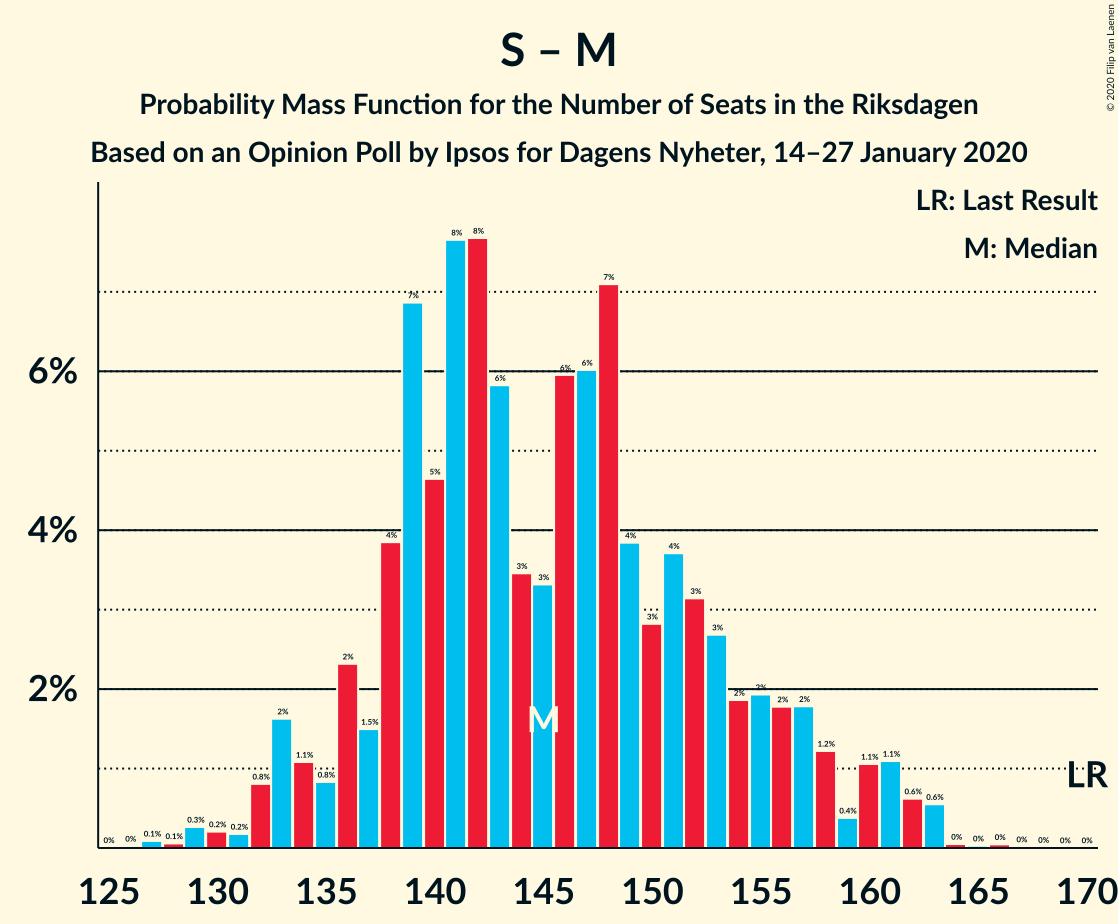 S – M
Probability Mass Function for the Number of Seats in the Riksdagen
Based on an Opinion Poll by Ipsos for Dagens Nyheter, 14–27 January 2020
© 2020 Filip van Laenen
LR: Last Result
M: Median
6%
4%
2%
0% 0% 0.1% 0.1% 0.3% 0.2% 0.2% 0.8% 2% 1.1% 0.8% 2% 1.5% 4% 7% 5% 8% 8% 6% 3% 3% 6% 6% 7% 4% 3% 4% 3% 3% 2% 2% 2% 2% 1.2% 0.4% 1.1% 1.1% 0.6% 0.6% 0% 0% 0% 0% 0% 0% 0%
M
LR
125 130 135 140 145 150 155 160 165 170